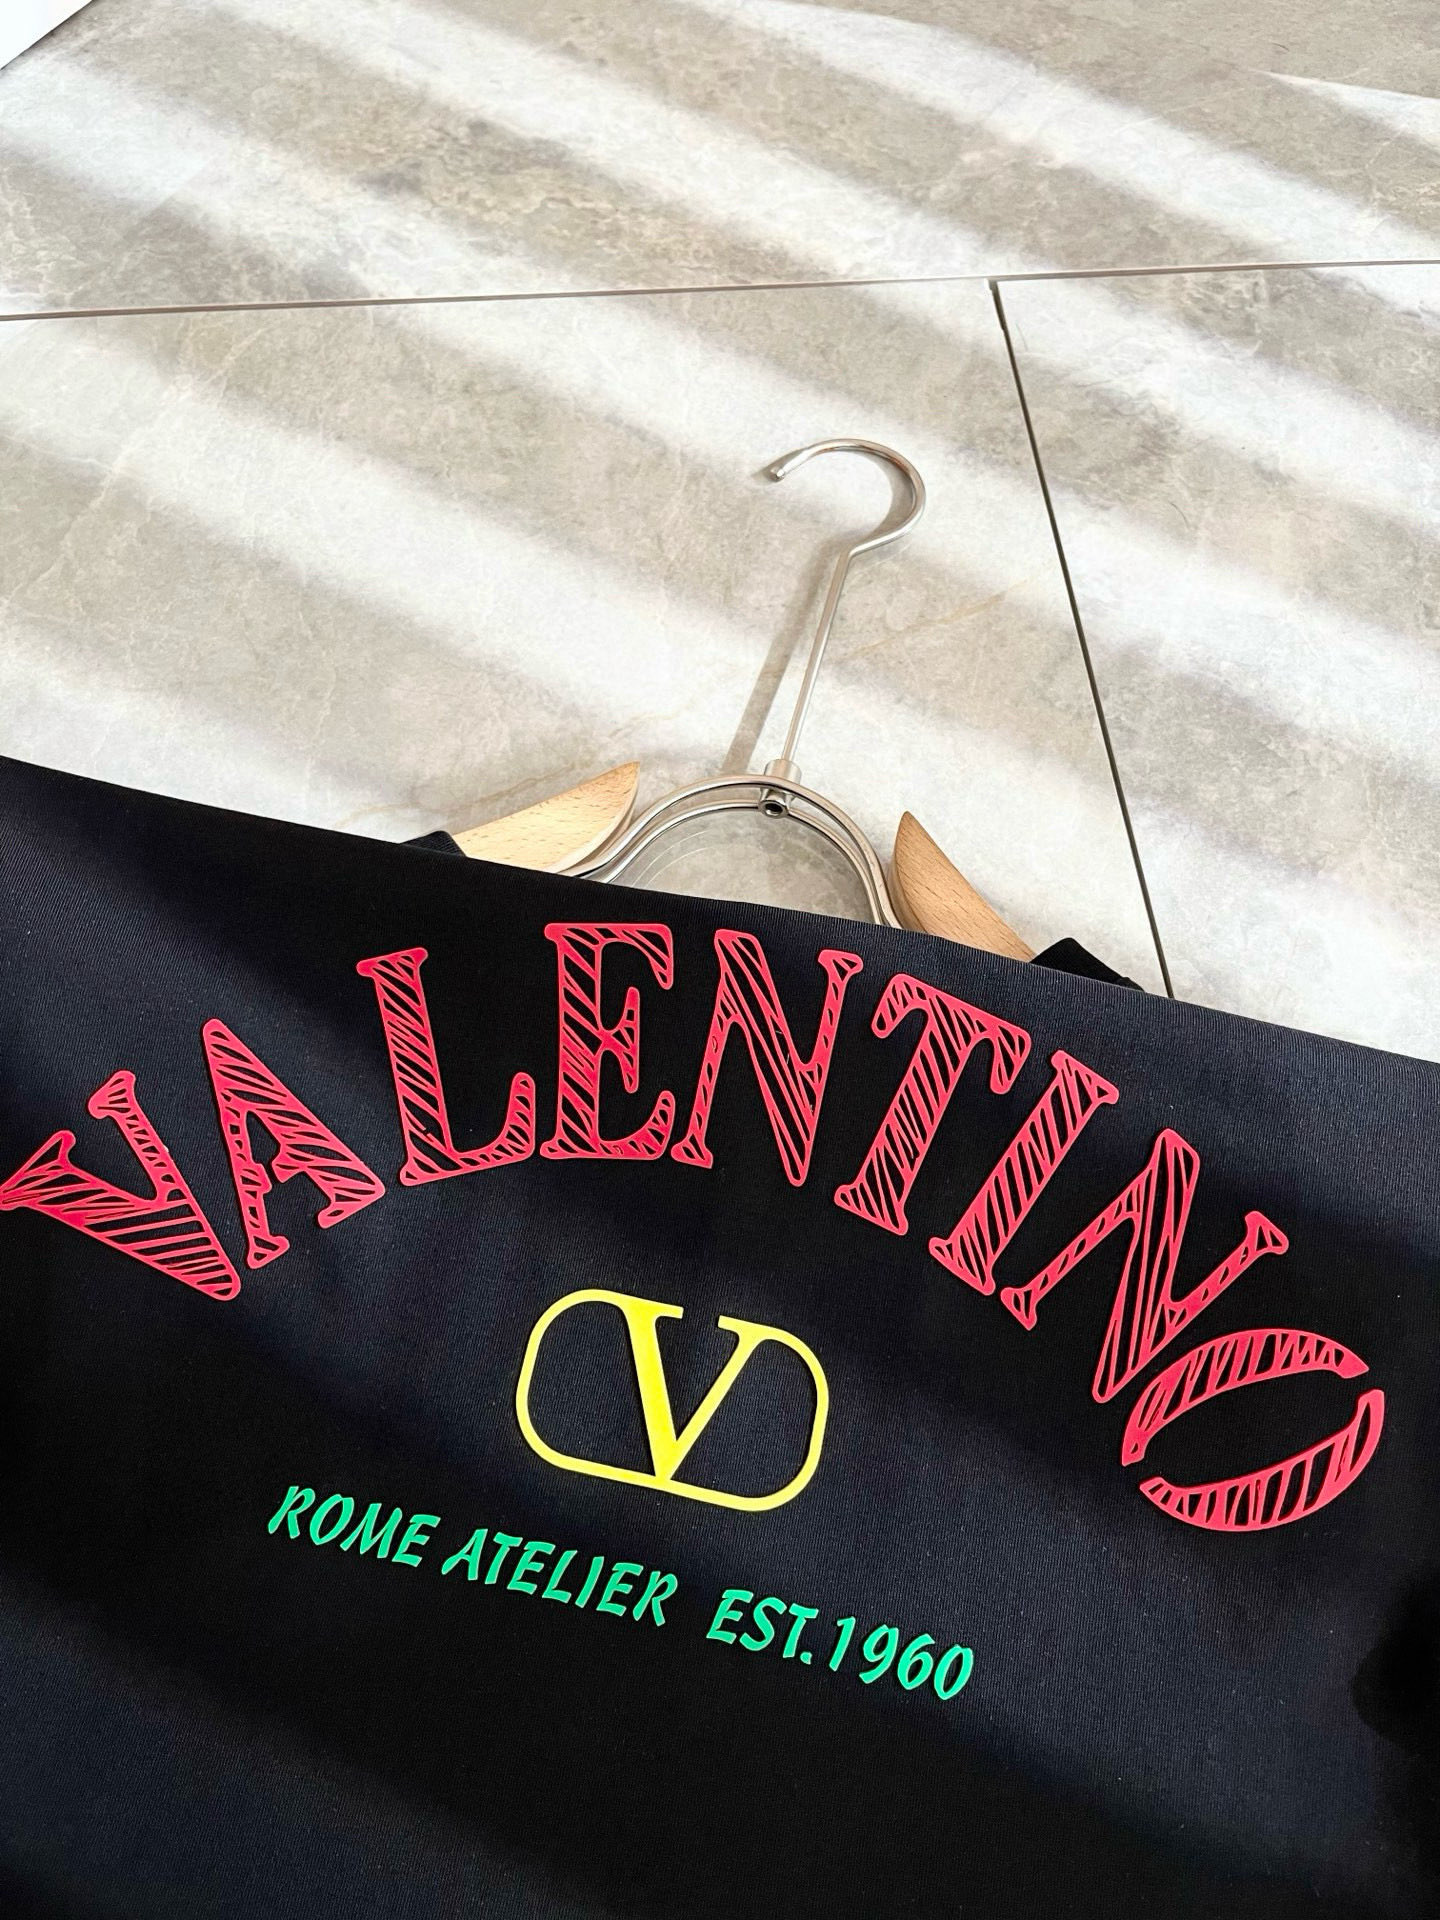 VALENTINO
V
ROME ATELIER EST.1960